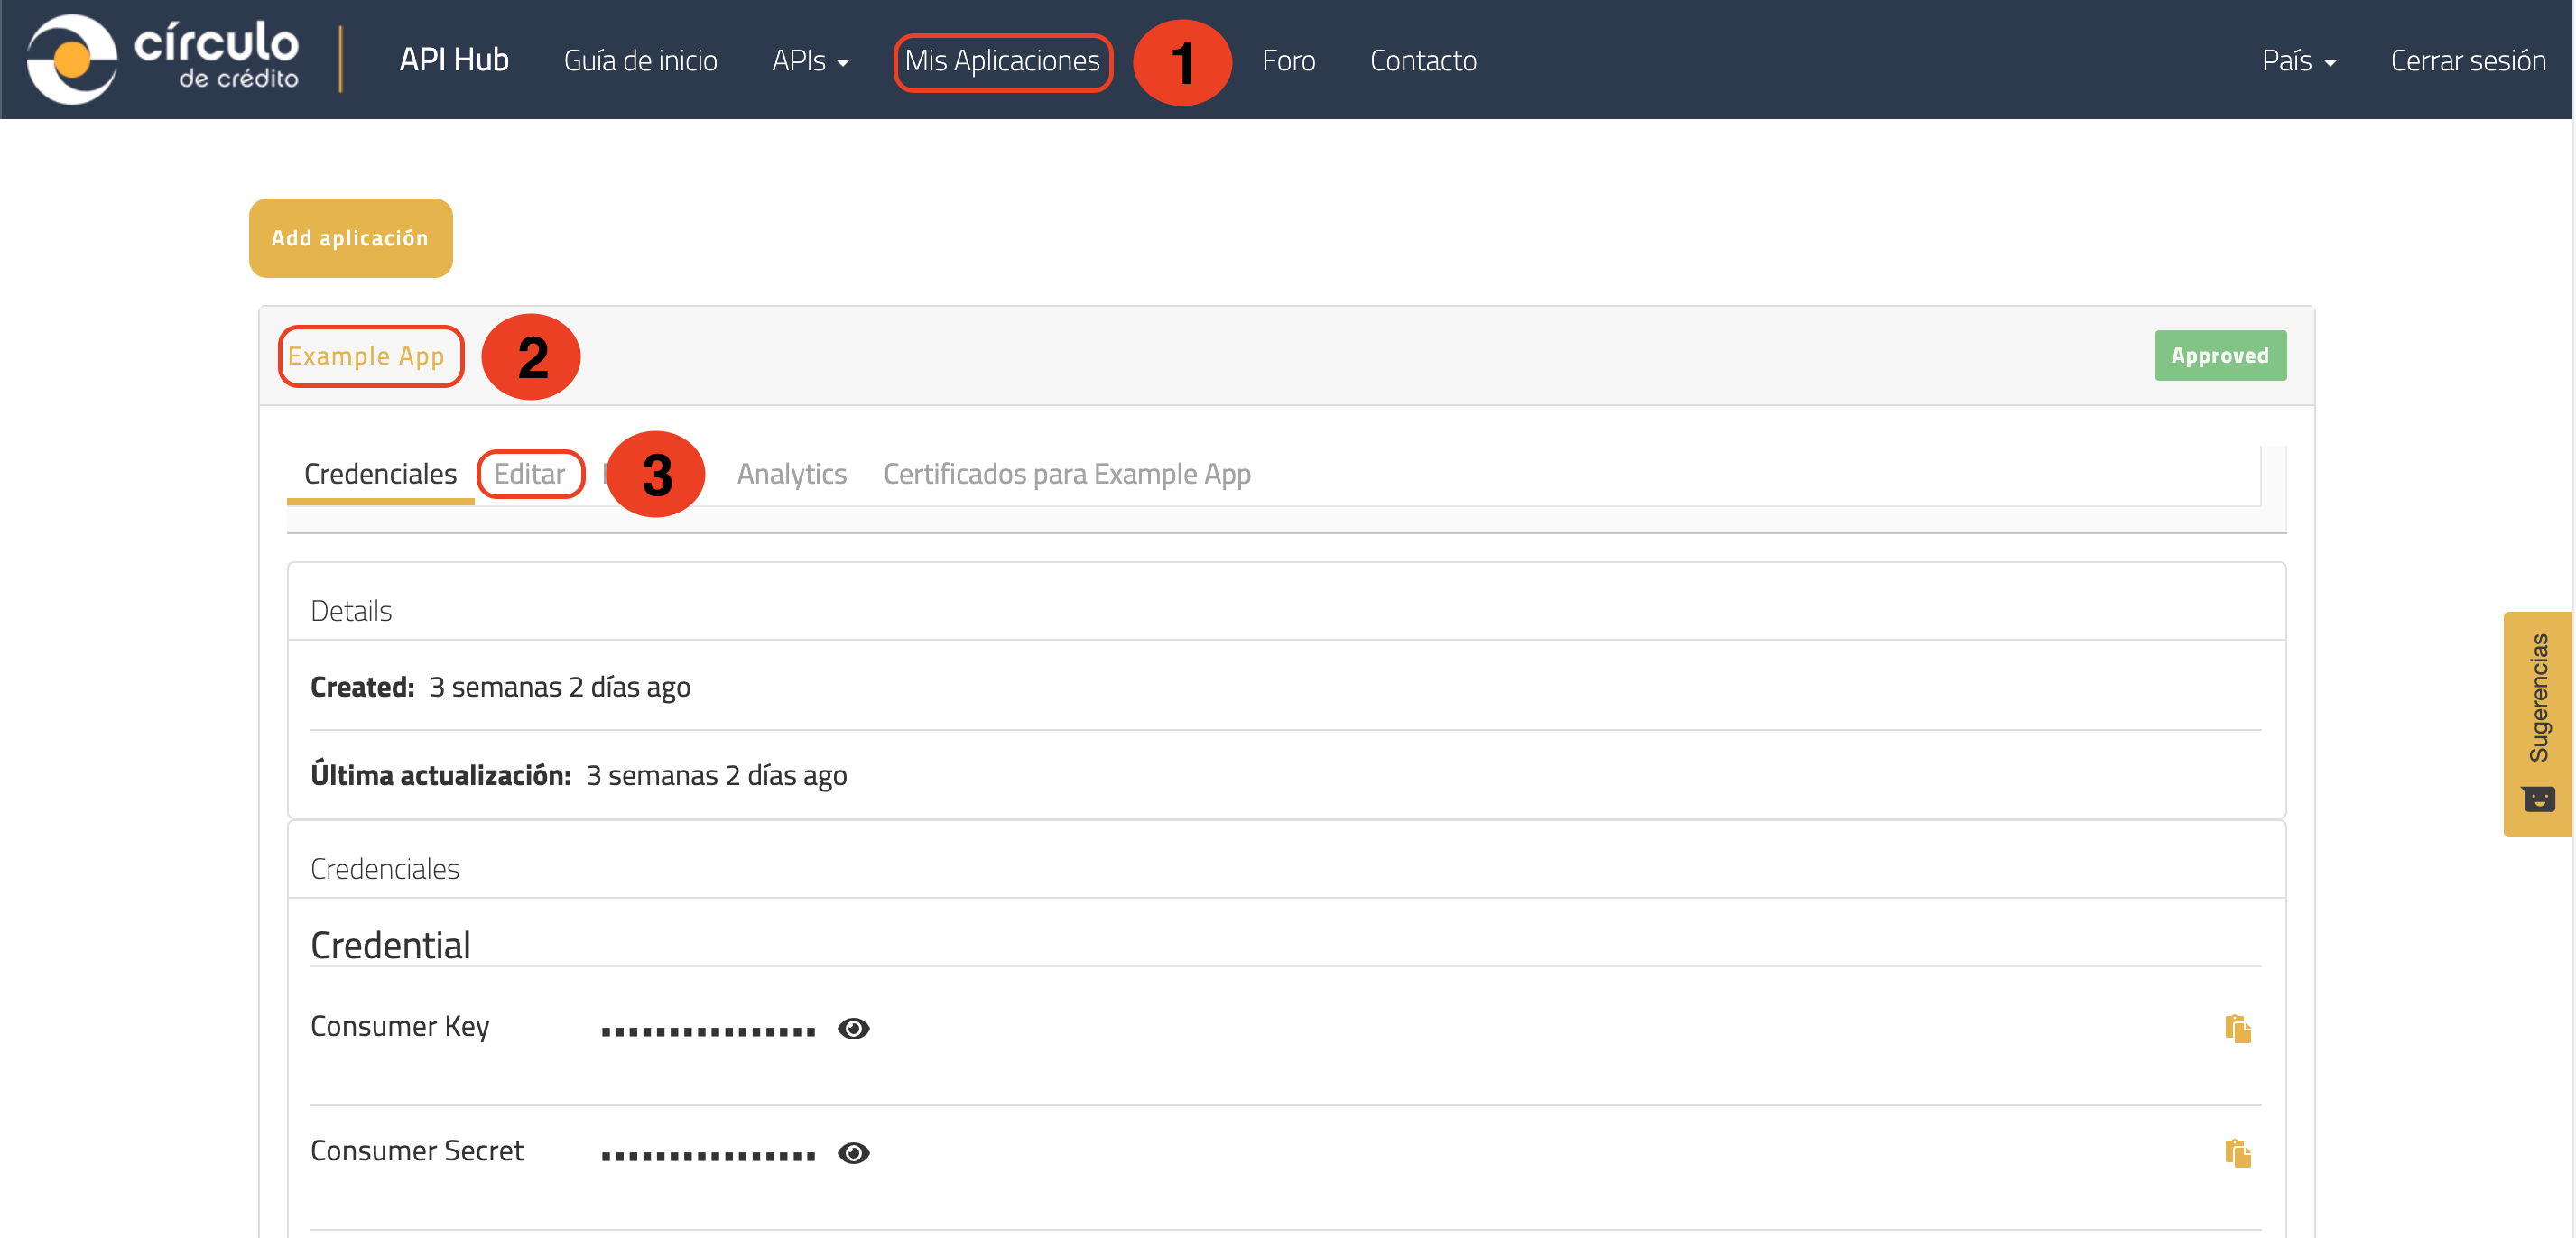 círculo
de crédito
API Hub
Guía de inicio
APIs
Mis Aplicaciones
1
Foro
Contacto
País
Cerrar sesión
Add aplicación
Example App
2
Approved
Credenciales
Editar
3
Analytics
Certificados para Example App
Details
Created: 3 semanas 2 días ago
Última actualización: 3 semanas 2 días ago
Sugerencias
Credenciales
Credential
Consumer Key
Consumer Secret